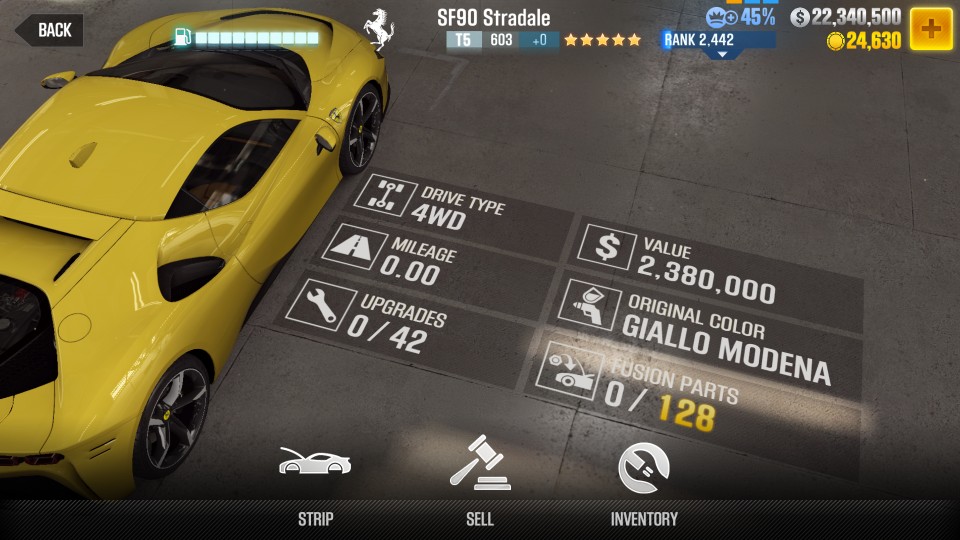 BACK
SF90 Stradale
T5 603 +0
45%
RANK 2,442
22,340,500
24,630
DRIVE TYPE
4WD
MILEAGE
0.00
UPGRADES
0 / 42
VALUE
2,380,000
ORIGINAL COLOR
GIALLO MODENA
FUSION PARTS
0 / 128
STRIP
SELL
INVENTORY